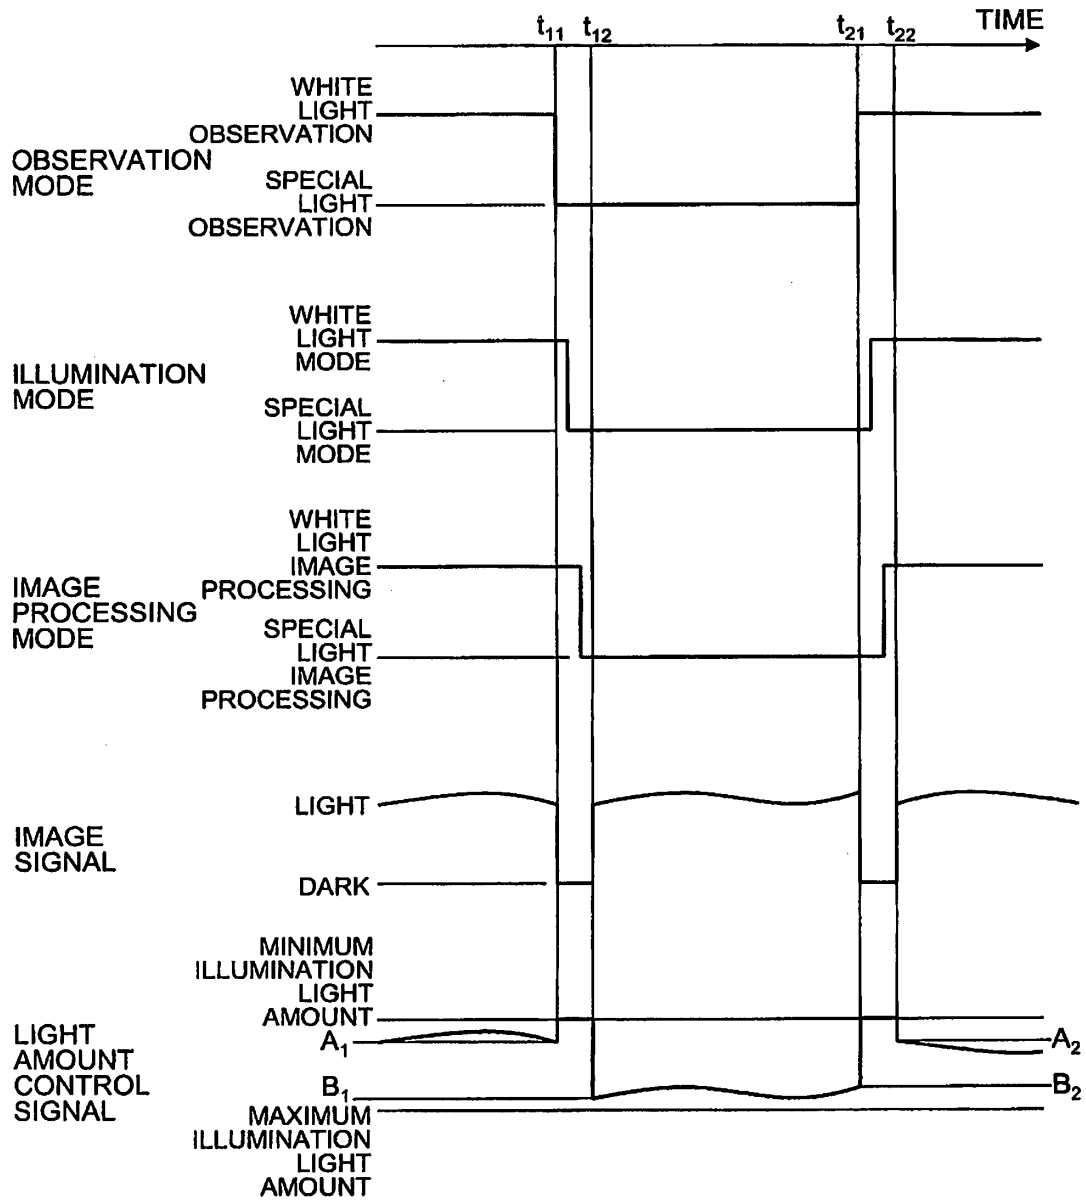 TIME
t11 t12 t21 t22
WHITE
LIGHT
OBSERVATION
OBSERVATION
MODE
SPECIAL
LIGHT
OBSERVATION
WHITE
LIGHT
MODE
ILLUMINATION
MODE
SPECIAL
LIGHT
MODE
WHITE
LIGHT
IMAGE
PROCESSING
IMAGE
PROCESSING
MODE
SPECIAL
LIGHT
IMAGE
PROCESSING
LIGHT
IMAGE
SIGNAL
DARK
MINIMUM
ILLUMINATION
LIGHT
AMOUNT
LIGHT
AMOUNT
CONTROL
SIGNAL
A1 A2
B1 B2
MAXIMUM
ILLUMINATION
LIGHT
AMOUNT